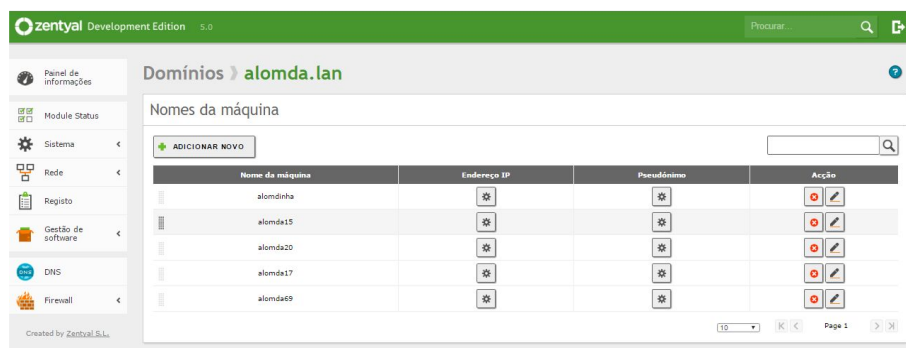 zentyal Development Edition 5.0
Procurar...
Painel de informações
Module Status
Sistema
Rede
Registo
Gestão de software
DNS
Firewall
Created by Zentyal S.L.
Domínios alomda.lan
Nomes da máquina
ADICIONAR NOVO
Nome da máquina Endereço IP Pseudónimo Acção
alomdinha
alomda15
alomda20
alomda17
alomda69
10 Page 1